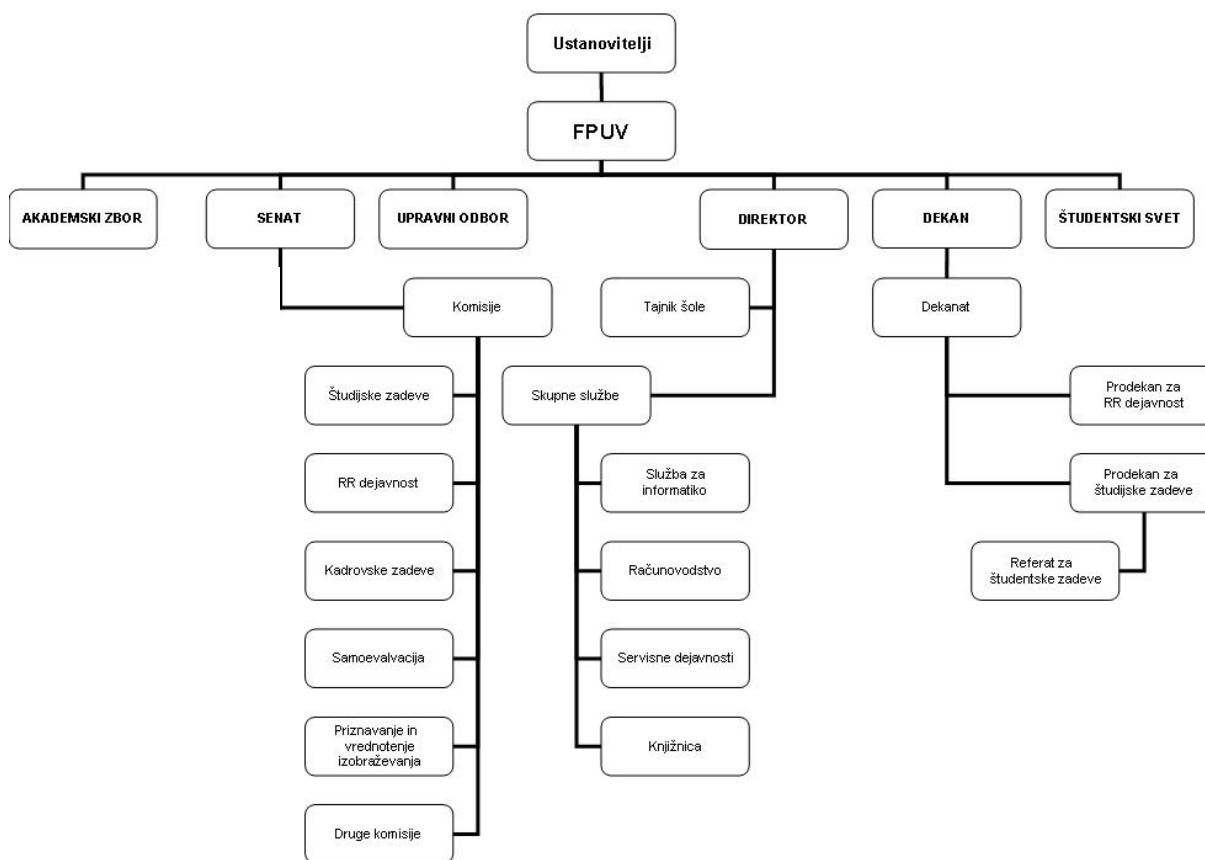 Ustanovitelji
FPUV
AKADEMSKI ZBOR
SENAT
UPRAVNI ODBOR
DIREKTOR
DEKAN
ŠTUDENTSKI SVET
Komisije
Tajnik šole
Dekanat
Študijske zadeve
Skupne službe
Prodekan za
RR dejavnost
RR dejavnost
Služba za
informatiko
Prodekan za
študijske zadeve
Kadrovske zadeve
Računovodstvo
Referat za
študentske zadeve
Samoevalvacija
Servisne dejavnosti
Priznavanje in
vrednotenje
izobraževanja
Knjižnica
Druge komisije